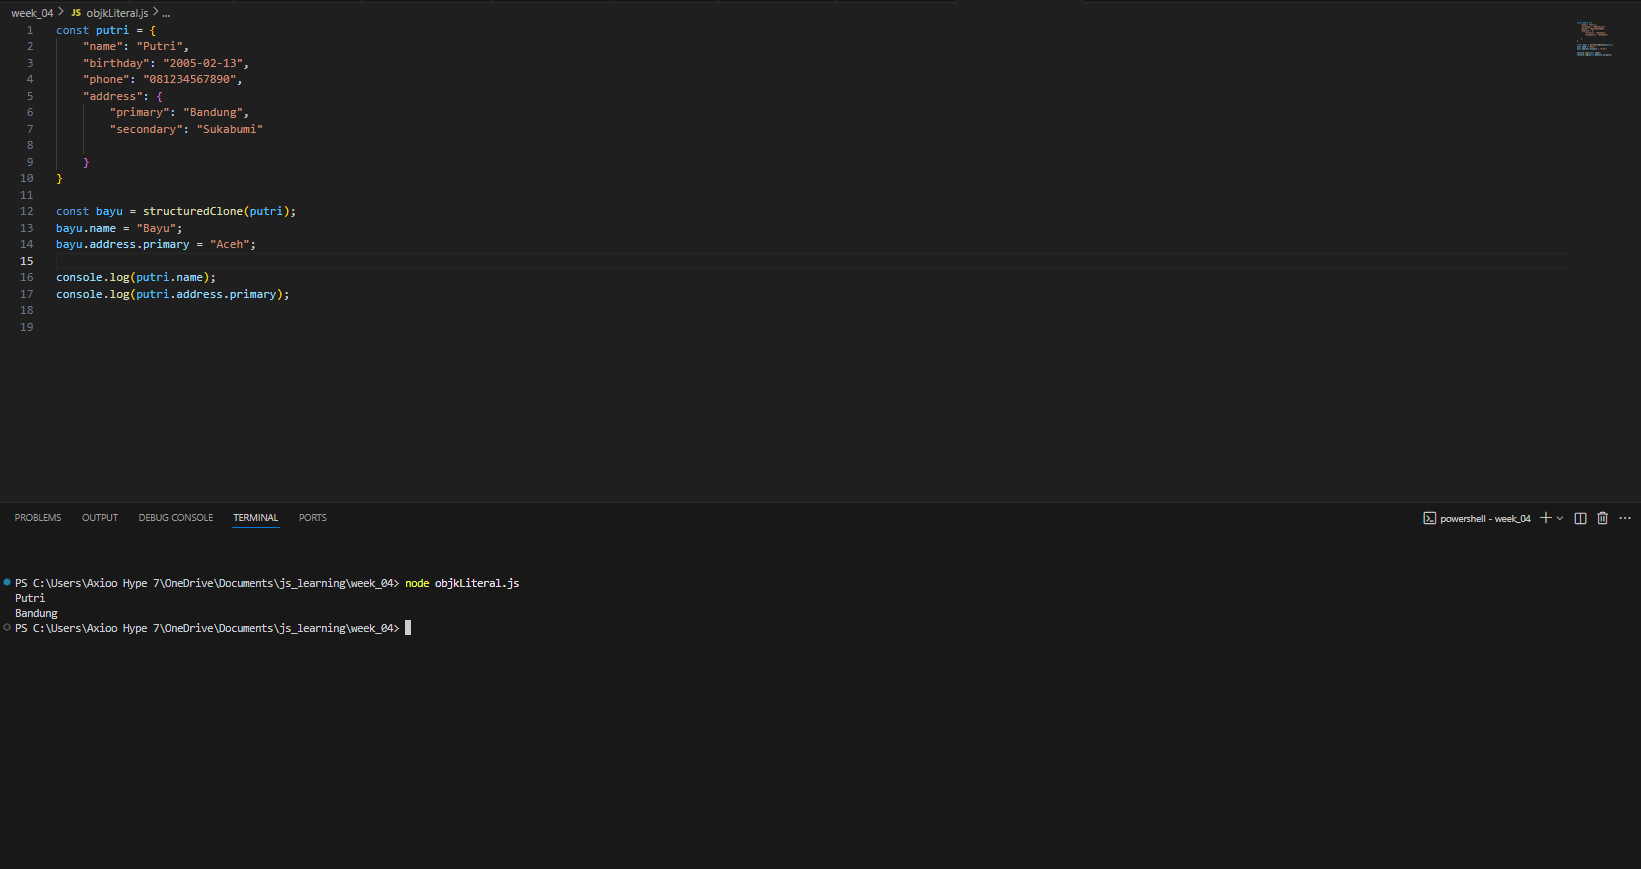 week_04 > JS objkLiteral.js > ...
1 const putri = {
2     "name": "Putri",
3     "birthday": "2005-02-13",
4     "phone": "081234567890",
5     "address": {
6         "primary": "Bandung",
7         "secondary": "Sukabumi"
8
9     }
10 }
11
12 const bayu = structuredClone(putri);
13 bayu.name = "Bayu";
14 bayu.address.primary = "Aceh";
15
16 console.log(putri.name);
17 console.log(putri.address.primary);
18
19
PROBLEMS OUTPUT DEBUG CONSOLE TERMINAL PORTS powershell - week_04
PS C:\Users\Axioo Hype 7\OneDrive\Documents\js_learning\week_04> node objkLiteral.js
Putri
Bandung
PS C:\Users\Axioo Hype 7\OneDrive\Documents\js_learning\week_04>